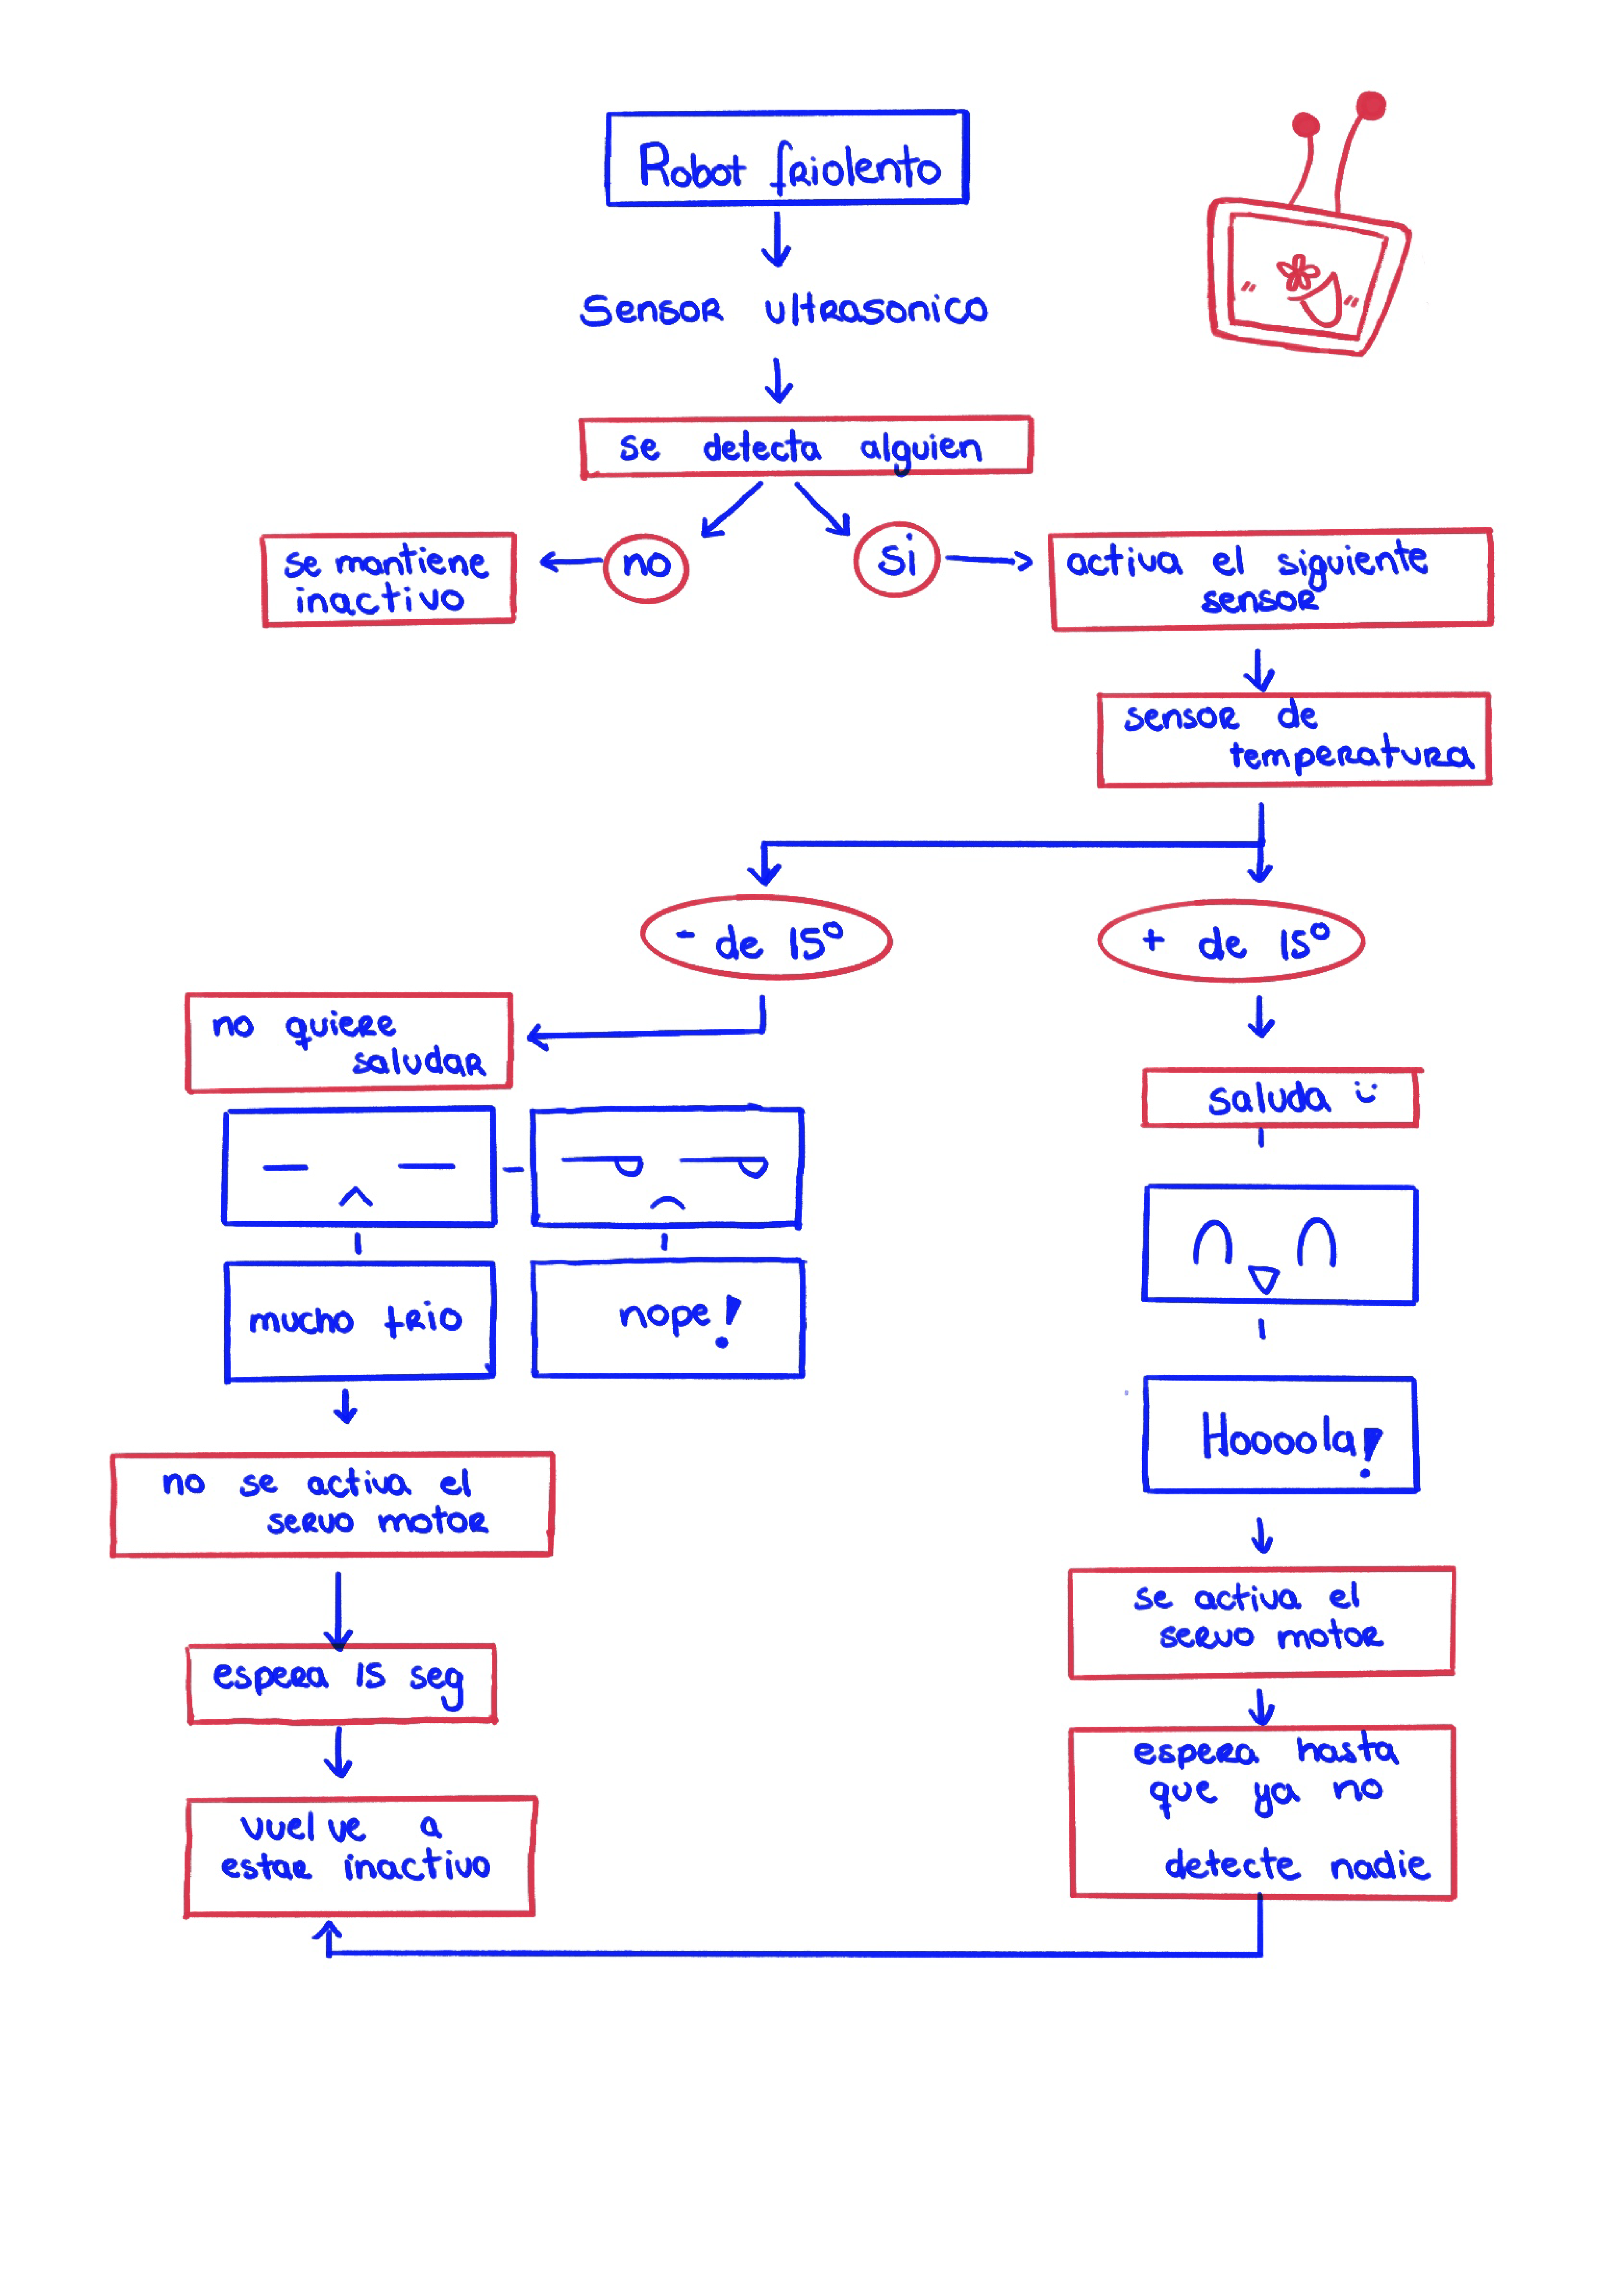 Robot friolento
Sensor ultrasonico
se detecta alguien
se mantiene
inactivo
no
si
activa el siguiente
sensor
sensor de
temperatura
- de 15°
+ de 15°
no quiere
saludar
saluda :)
mucho frio
nope!
Hoooola!
no se activa el
servo motor
se activa el
servo motor
espera 15 seg
espera hasta
que ya no
detecte nadie
vuelve a
estar inactivo